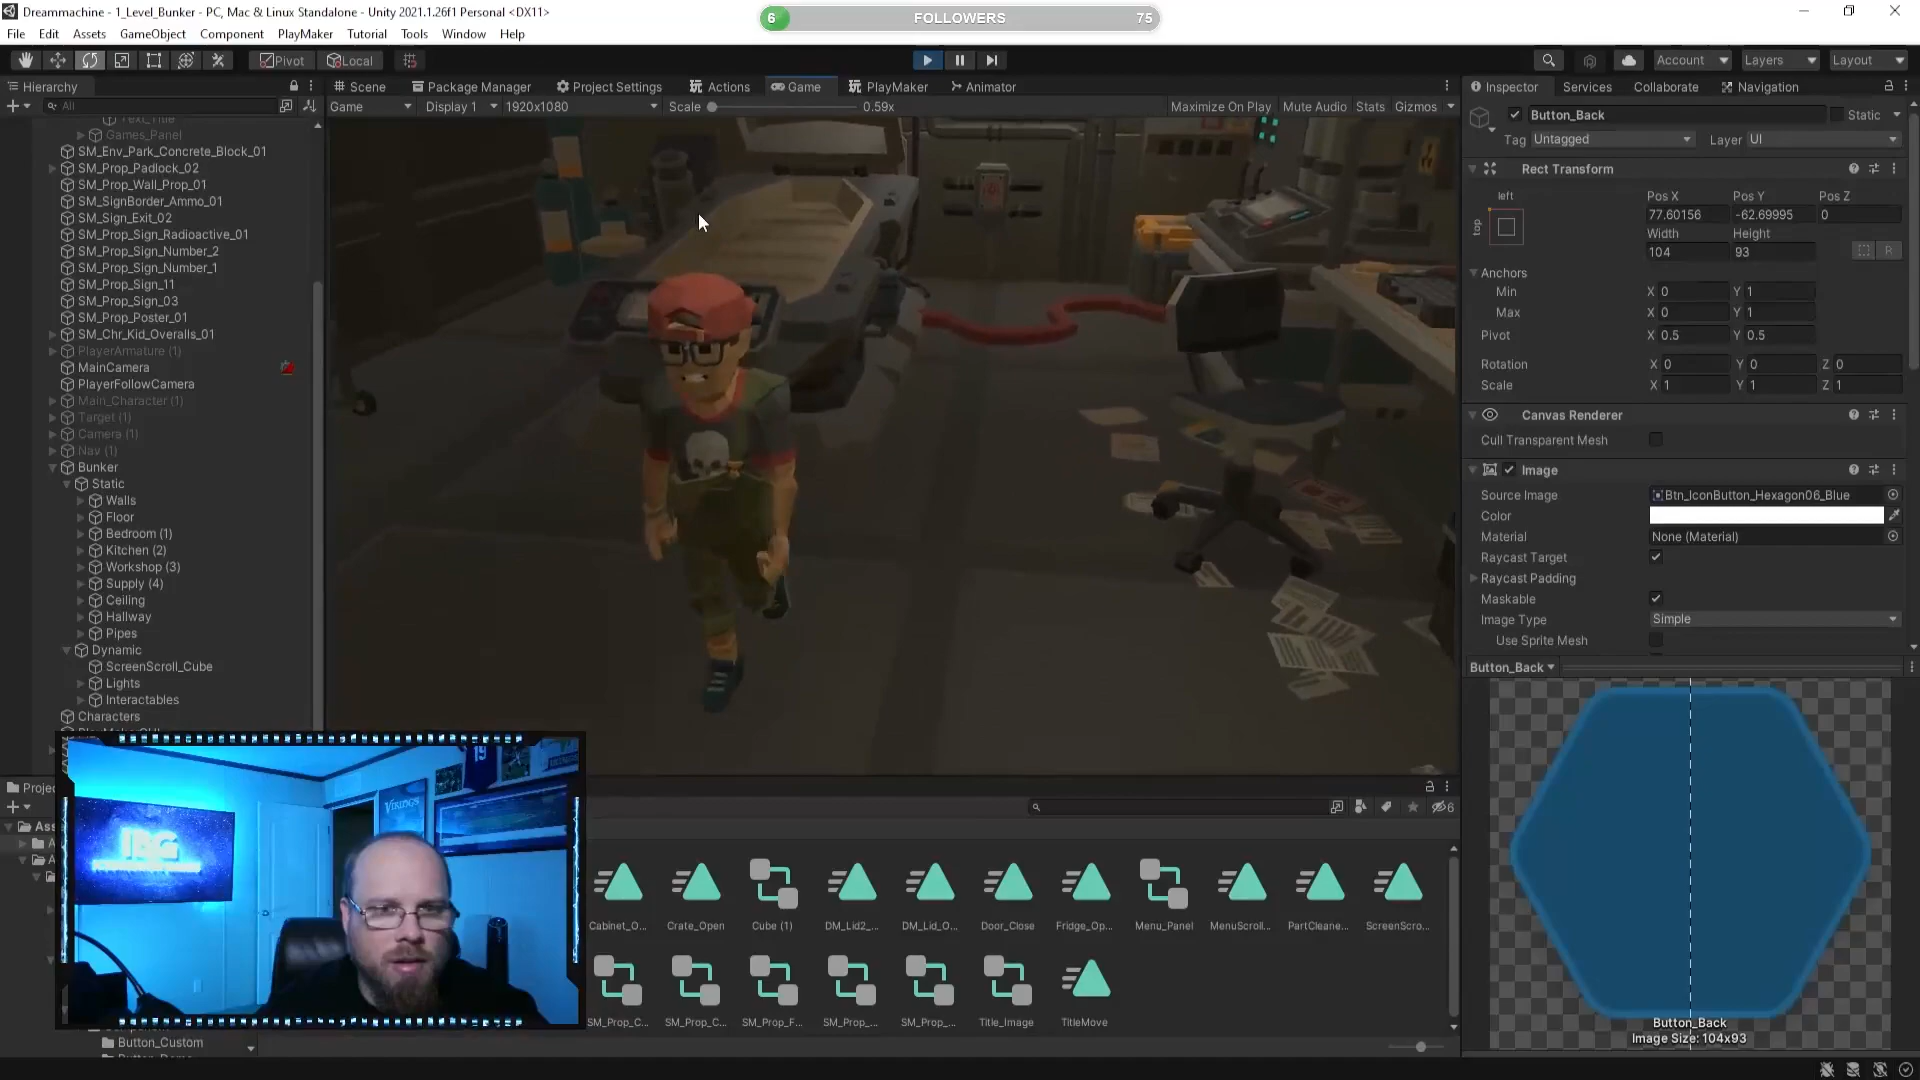 Dreammachine - 1_Level_Bunker - PC, Mac & Linux Standalone - Unity 2021.1.26f1 Personal <DX11>
6 FOLLOWERS 75
File Edit Assets GameObject Component PlayMaker Tutorial Tools Window Help
Pivot Local
Account Layers Layout
Hierarchy
All
Scene Package Manager Project Settings Actions Game PlayMaker Animator
Game Display 1 1920x1080 Scale 0.59x Maximize On Play Mute Audio Stats Gizmos
Text_Title
Games_Panel
SM_Env_Park_Concrete_Block_01
SM_Prop_Padlock_02
SM_Prop_Wall_Prop_01
SM_SignBorder_Ammo_01
SM_Sign_Exit_02
SM_Prop_Sign_Radioactive_01
SM_Prop_Sign_Number_2
SM_Prop_Sign_Number_1
SM_Prop_Sign_11
SM_Prop_Sign_03
SM_Prop_Poster_01
SM_Chr_Kid_Overalls_01
PlayerArmature (1)
MainCamera
PlayerFollowCamera
Main_Character (1)
Target (1)
Camera (1)
Nav (1)
Bunker
Static
Walls
Floor
Bedroom (1)
Kitchen (2)
Workshop (3)
Supply (4)
Ceiling
Hallway
Pipes
Dynamic
ScreenScroll_Cube
Lights
Interactables
Characters
Inspector Services Collaborate Navigation
Button_Back Static
Tag Untagged Layer UI
Rect Transform
left
top
Pos X Pos Y Pos Z
77.60156 -62.69995 0
Width Height
104 93
R
Anchors
Min X 0 Y 1
Max X 0 Y 1
Pivot X 0.5 Y 0.5
Rotation X 0 Y 0 Z 0
Scale X 1 Y 1 Z 1
Canvas Renderer
Cull Transparent Mesh
Image
Source Image Btn_IconButton_Hexagon06_Blue
Color
Material None (Material)
Raycast Target
Raycast Padding
Maskable
Image Type Simple
Use Sprite Mesh
Button_Back
Button_Back
Image Size: 104x93
6
Cabinet_O... Crate_Open Cube (1) DM_Lid2_... DM_Lid_O... Door_Close Fridge_Op... Menu_Panel MenuScroll... PartCleane... ScreenScro...
SM_Prop_C... SM_Prop_C... SM_Prop_F... SM_Prop_... SM_Prop_... Title_Image TitleMove
Button_Custom
VIKINGS
19
IBG